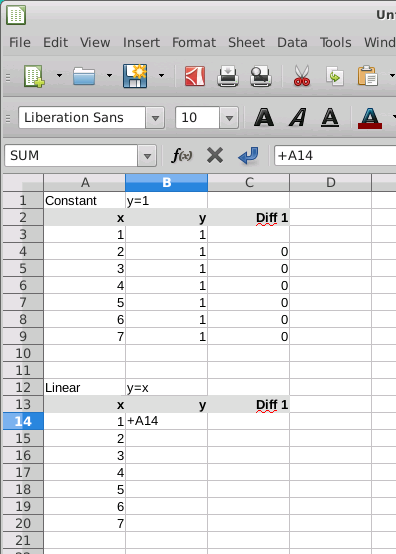 Un
File Edit View Insert Format Sheet Data Tools Wind
Liberation Sans 10 A A A A
SUM f(x) +A14
A B C D
1 Constant y=1
2 x y Diff 1
3 1 1
4 2 1 0
5 3 1 0
6 4 1 0
7 5 1 0
8 6 1 0
9 7 1 0
10
11
12 Linear y=x
13 x y Diff 1
14 1 +A14
15 2
16 3
17 4
18 5
19 6
20 7
21